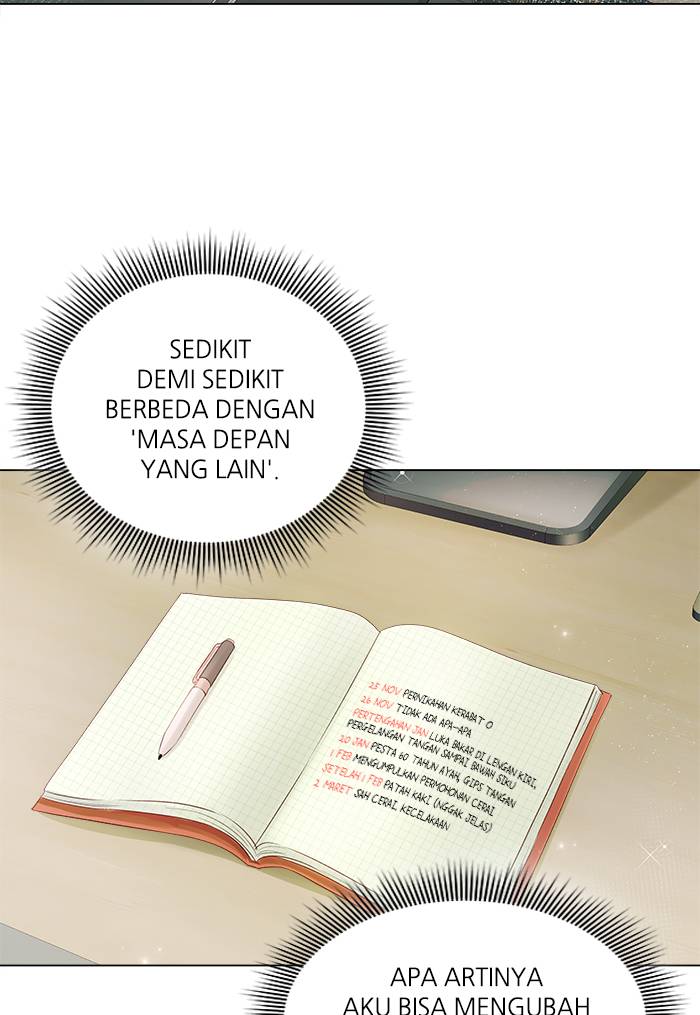 SEDIKIT
DEMI SEDIKIT
BERBEDA DENGAN
'MASA DEPAN
YANG LAIN'.
25 NOV PERNIKAHAN KERABAT O
26 NOV TIDAK ADA APA-APA
PERTENGAHAN JAN LUKA BAKAR DI LENGAN KIRI,
PERGELANGAN TANGAN SAMPAI BAWAH SIKU
20 JAN PESTA 60 TAHUN AYAH, GIPS TANGAN
1 FEB MENGUMPULKAN PERMOHONAN CERAI
SETELAH 1 FEB PATAH KAKI (NGGAK JELAS)
2 MARET SAH CERAI, KECELAKAAN
APA ARTINYA
AKU BISA MENGUBAH